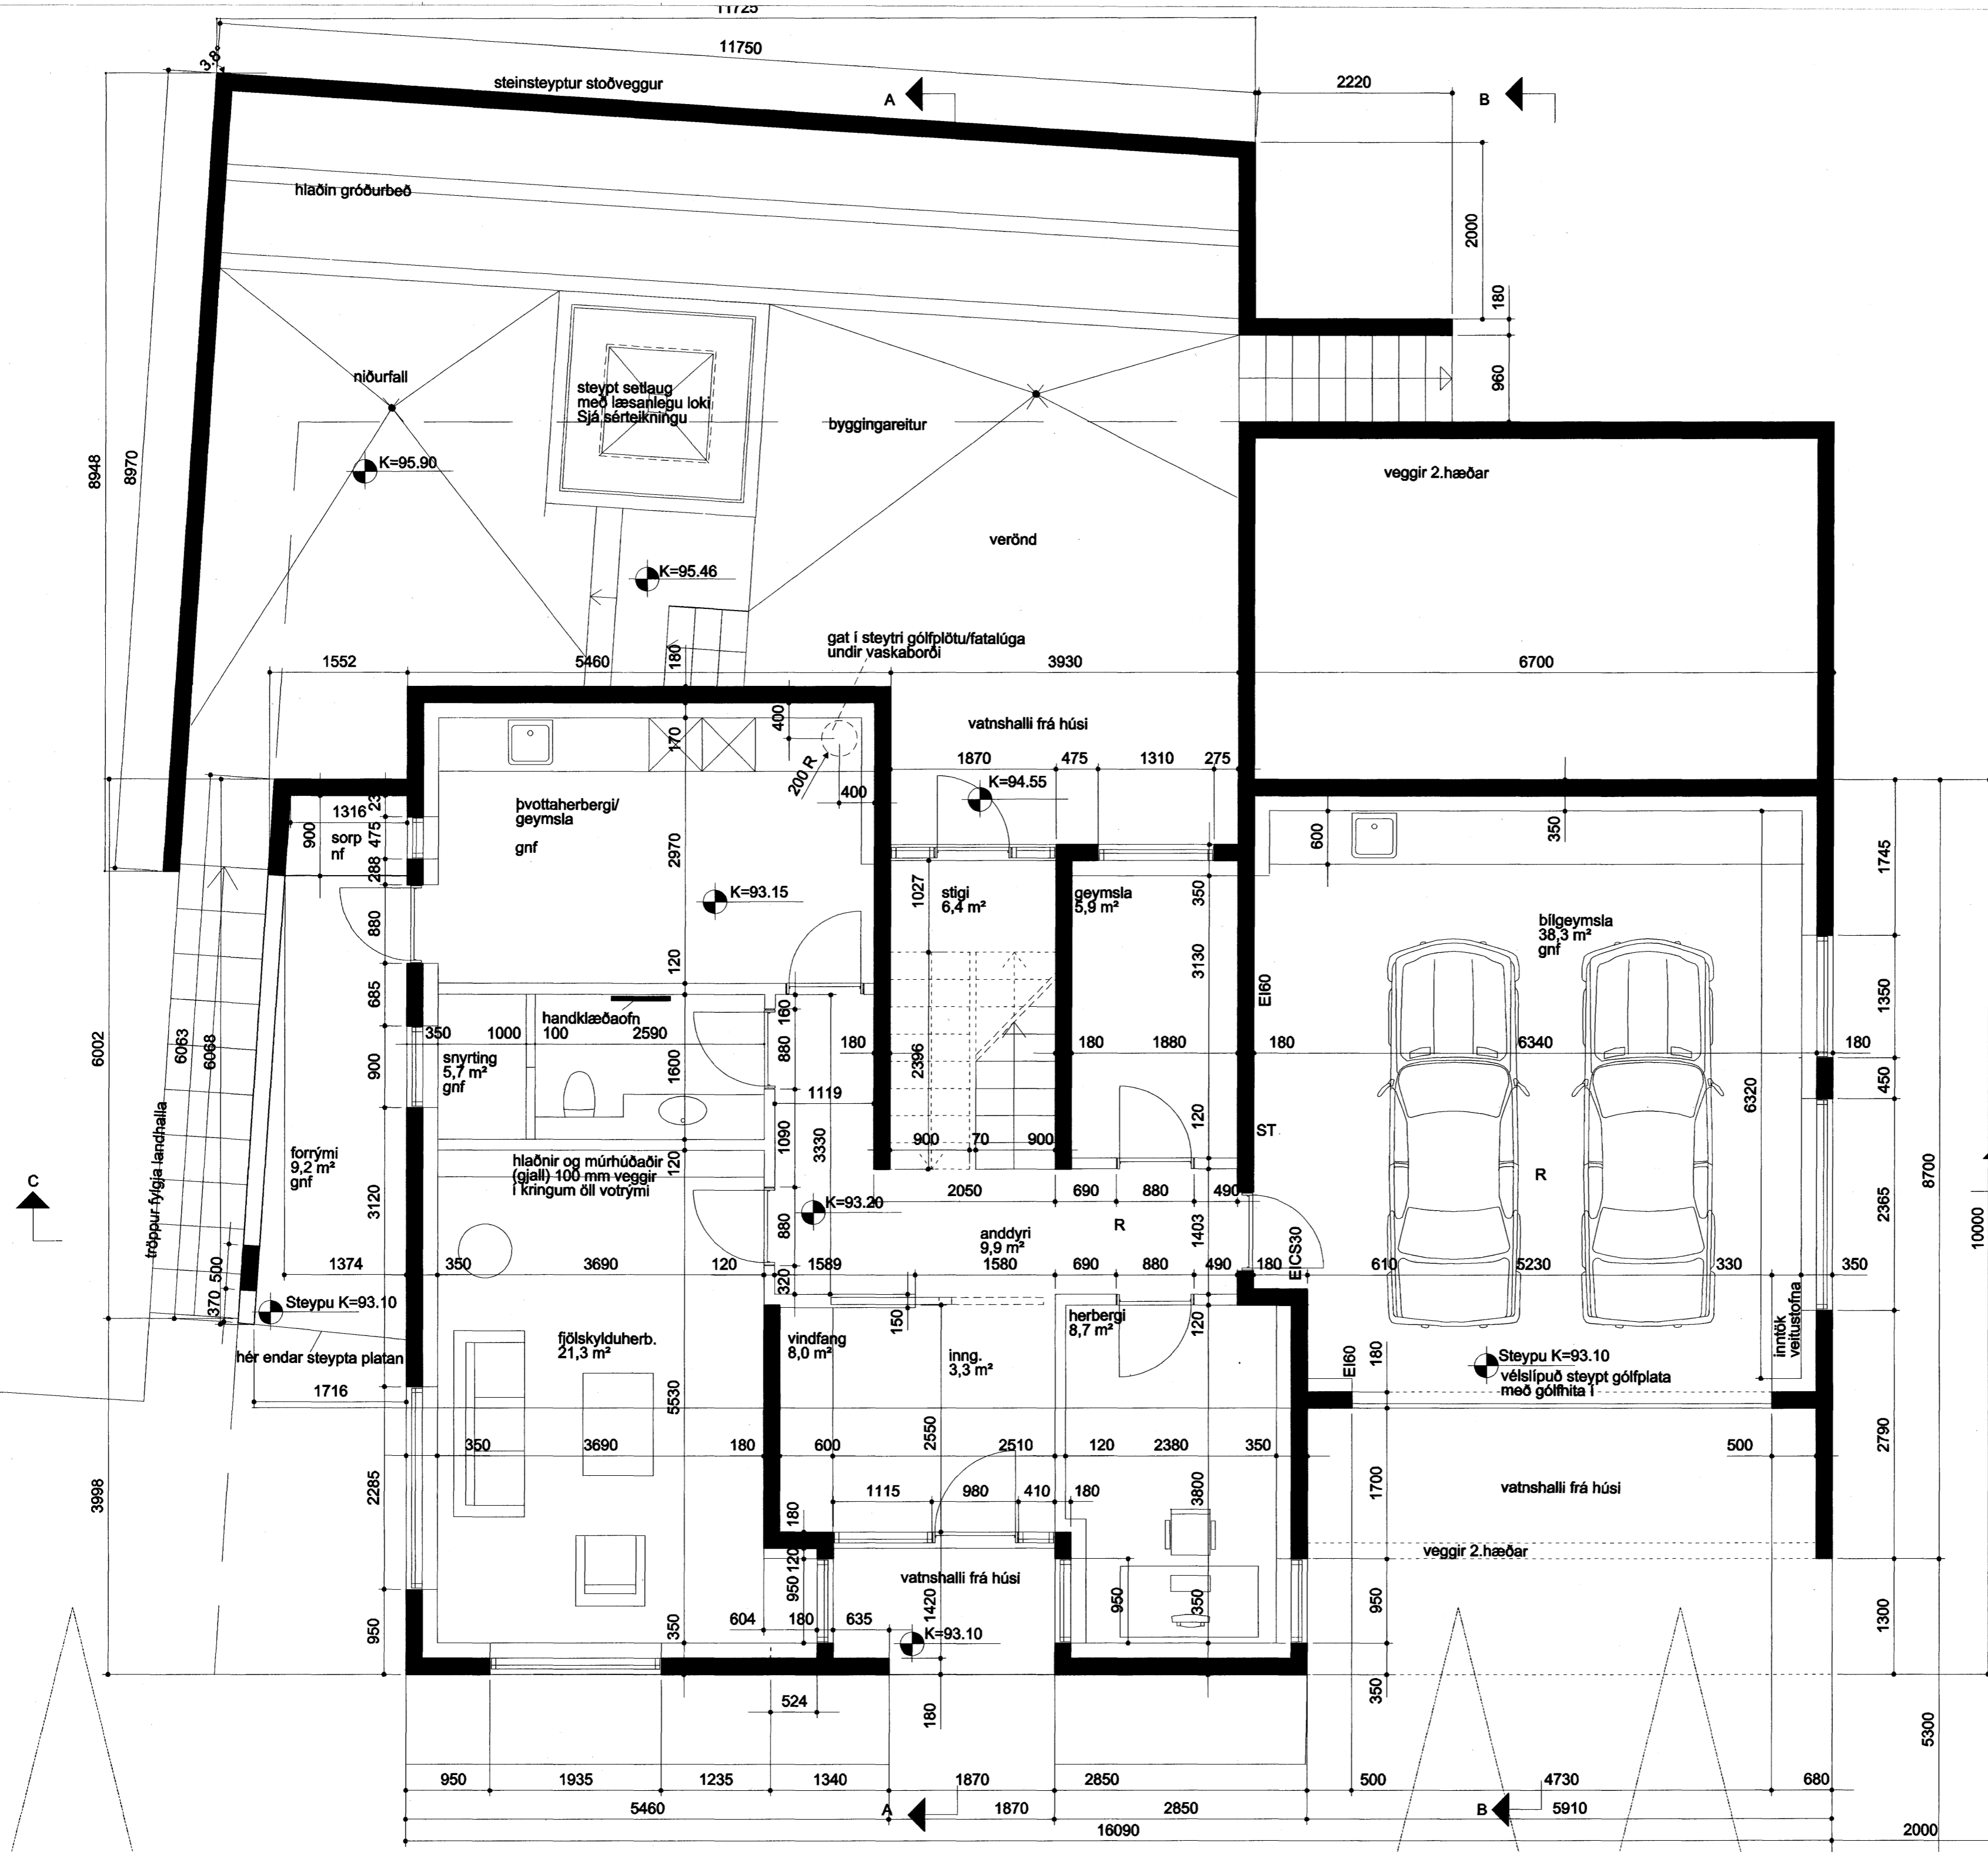 11725
11750
3.8°
steinsteyptur stoðveggur
A
2220
B
hlaðin gróðurbeð
2000
180
960
niðurfall
steypt setlaug
með læsanlegu loki
Sjá sérteikningu
byggingareitur
veggir 2.hæðar
K=95.90
8948
8970
verönd
K=95.46
gat í steytri gólfplötu/fatalúga
undir vaskaborði
1552
5460
180
3930
6700
400
vatnshalli frá húsi
170
1870
475
1310
275
K=94.55
200 R
400
þvottaherbergi/
geymsla
gnf
1316
900
sorp
nf
475
288
2970
600
350
1745
K=93.15
1027
stigi
6,4 m²
geymsla
5,9 m²
350
bílgeymsla
38,3 m²
gnf
880
120
3130
EI60
685
160
handklæðaofn
350
1000
100
2590
880
180
2396
180
1880
180
6340
180
1350
6002
6063
6068
900
snyrting
5,7 m²
gnf
1600
1119
450
6320
tröppur fylgja landhalla
1090
3330
900
70
900
120
ST
forrými
9,2 m²
gnf
hlaðnir og múrhúðaðir
(gjall) 100 mm veggir
í kringum öll votrými
120
R
C
3120
2050
690
880
490
8700
2365
K=93.20
880
R
anddyri
9,9 m²
1403
10000
EICS30
1374
350
3690
120
320
1589
1580
690
880
490
180
610
5230
330
350
500
370
Steypu K=93.10
150
herbergi
8,7 m²
120
inntök
veitustofna
hér endar steypta platan
fjölskylduherb.
21,3 m²
vindfang
8,0 m²
inng.
3,3 m²
EI60
180
Steypu K=93.10
vélslípuð steypt gólfplata
með gólfhita í
1716
5530
350
3690
180
600
2550
2510
120
2380
350
500
2790
3998
2285
1115
980
410
180
3800
1700
vatnshalli frá húsi
180
120
veggir 2.hæðar
950
vatnshalli frá húsi
1420
950
350
950
1300
950
350
604
180
635
K=93.10
350
524
180
5300
950
1935
1235
1340
1870
2850
500
4730
680
5460
A
1870
2850
B
5910
16090
2000